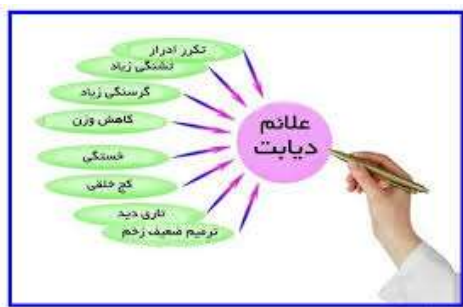 تکرر ادرار
تشنگی زیاد
گرسنگی زیاد
کاهش وزن
خستگی
کج خلقی
تاری دید
ترمیم ضعیف زخم
علائم
دیابت